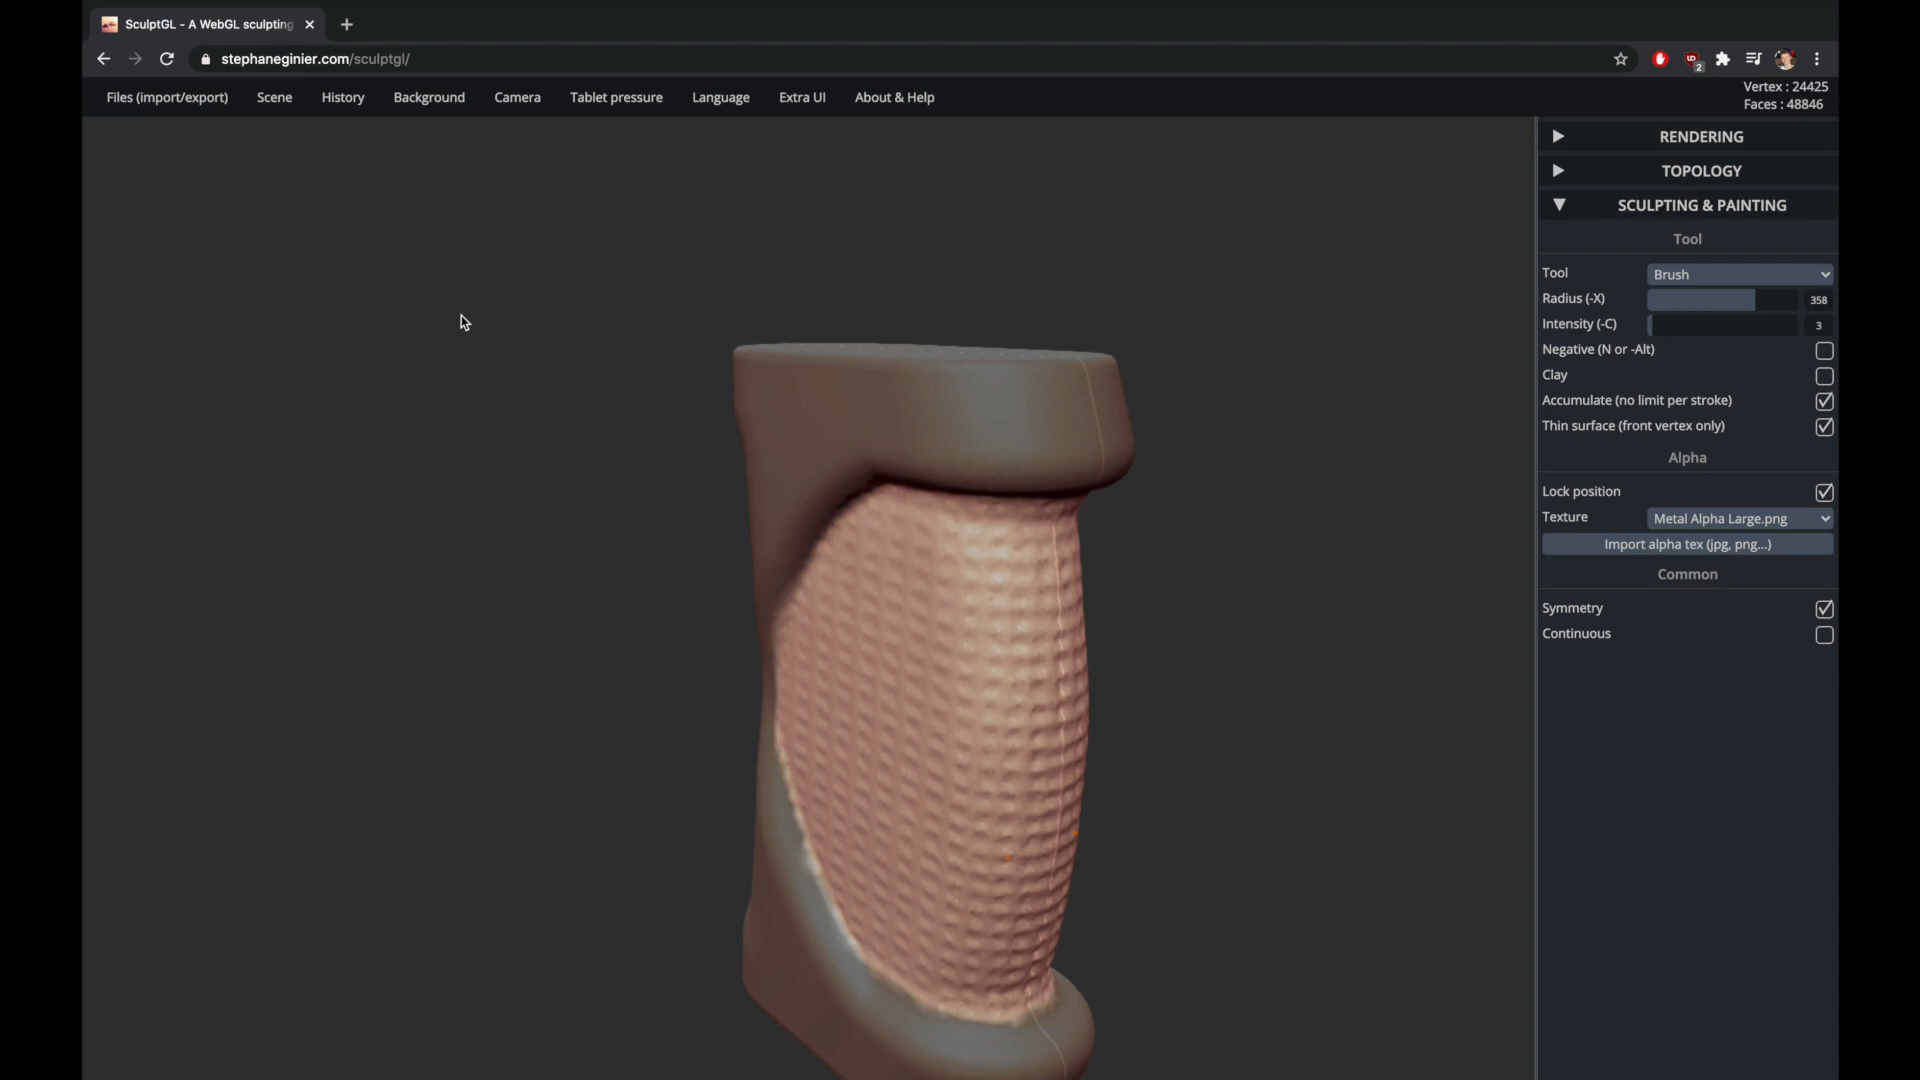 SculptGL - A WebGL sculpting
stephaneginier.com/sculptgl/
2
Files (import/export) Scene History Background Camera Tablet pressure Language Extra UI About & Help
Vertex : 24425
Faces : 48846
RENDERING
TOPOLOGY
SCULPTING & PAINTING
Tool
Tool Brush
Radius (-X) 358
Intensity (-C) 3
Negative (N or -Alt)
Clay
Accumulate (no limit per stroke)
Thin surface (front vertex only)
Alpha
Lock position
Texture Metal Alpha Large.png
Import alpha tex (jpg, png...)
Common
Symmetry
Continuous